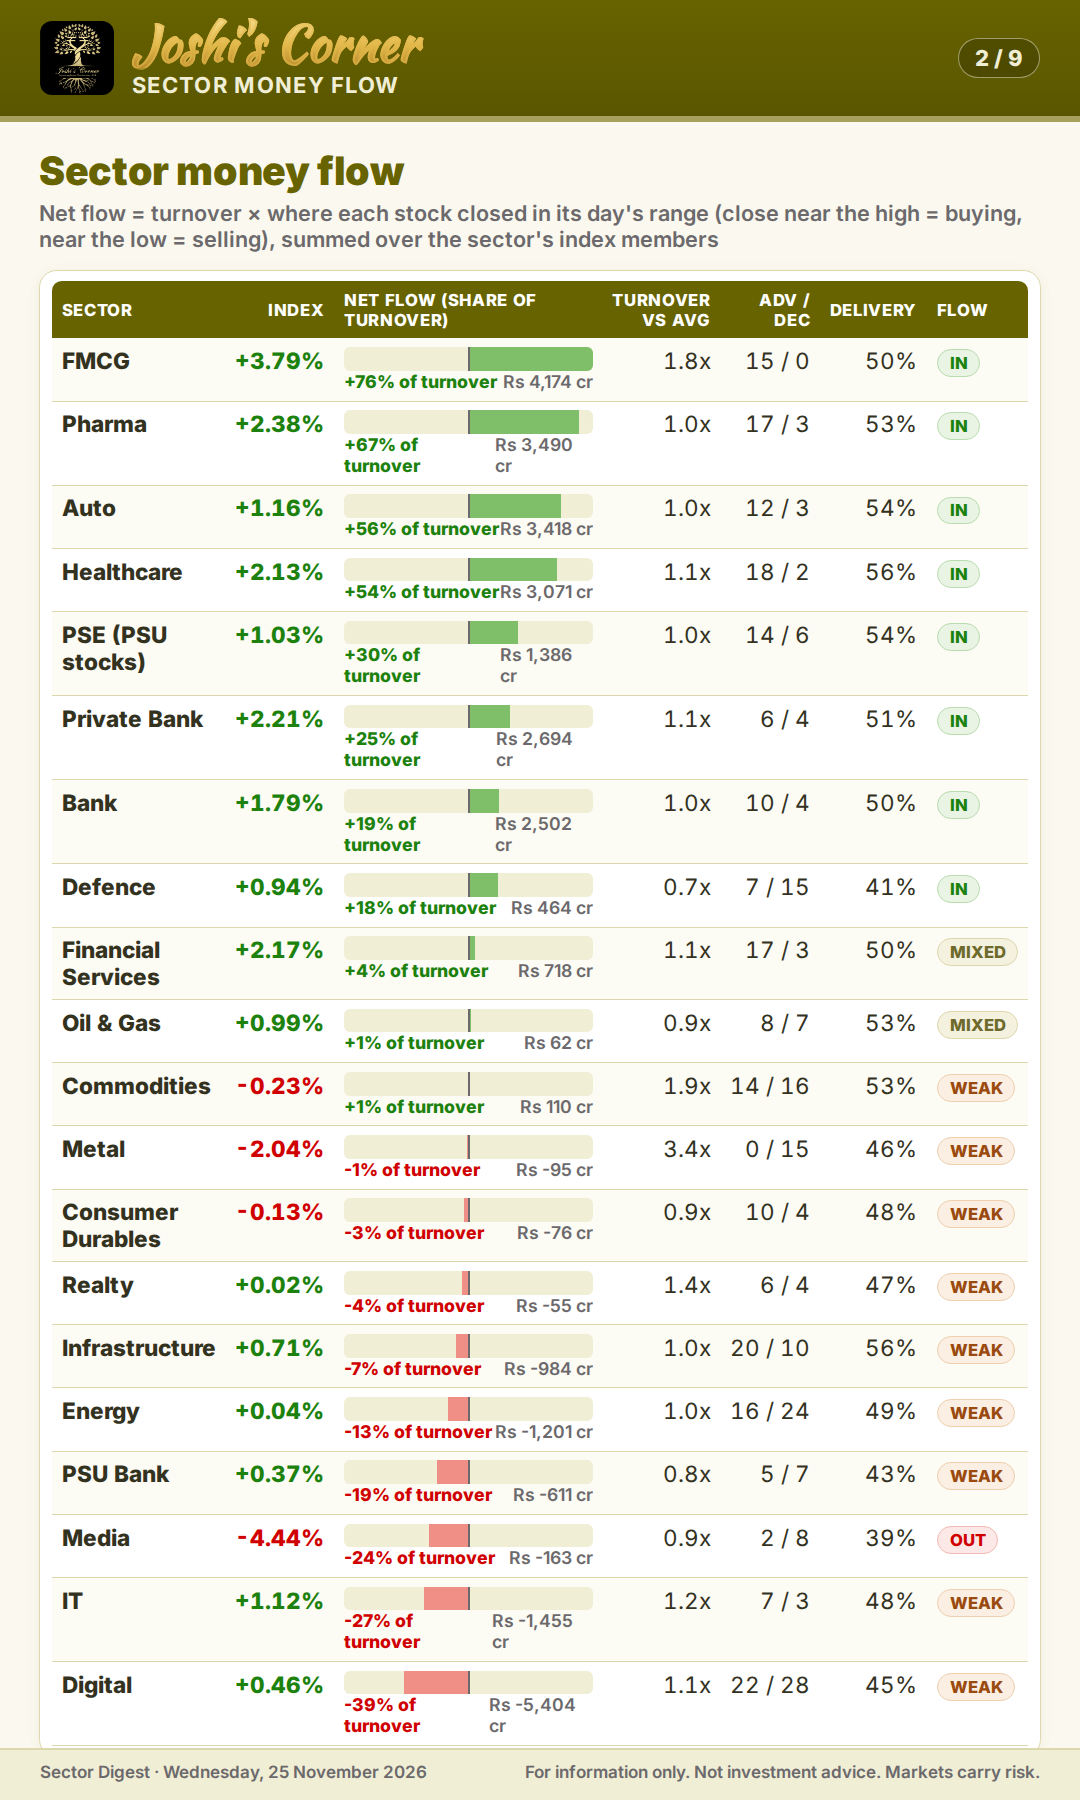 Joshi's Corner
Joshi's Corner
SECTOR MONEY FLOW
2 / 9
Sector money flow
Net flow = turnover × where each stock closed in its day's range (close near the high = buying,
near the low = selling), summed over the sector's index members
SECTOR INDEX NET FLOW (SHARE OF TURNOVER) TURNOVER VS AVG ADV / DEC DELIVERY FLOW
FMCG +3.79% +76% of turnover Rs 4,174 cr 1.8x 15 / 0 50% IN
Pharma +2.38% +67% of turnover Rs 3,490 cr 1.0x 17 / 3 53% IN
Auto +1.16% +56% of turnover Rs 3,418 cr 1.0x 12 / 3 54% IN
Healthcare +2.13% +54% of turnover Rs 3,071 cr 1.1x 18 / 2 56% IN
PSE (PSU stocks) +1.03% +30% of turnover Rs 1,386 cr 1.0x 14 / 6 54% IN
Private Bank +2.21% +25% of turnover Rs 2,694 cr 1.1x 6 / 4 51% IN
Bank +1.79% +19% of turnover Rs 2,502 cr 1.0x 10 / 4 50% IN
Defence +0.94% +18% of turnover Rs 464 cr 0.7x 7 / 15 41% IN
Financial Services +2.17% +4% of turnover Rs 718 cr 1.1x 17 / 3 50% MIXED
Oil & Gas +0.99% +1% of turnover Rs 62 cr 0.9x 8 / 7 53% MIXED
Commodities -0.23% +1% of turnover Rs 110 cr 1.9x 14 / 16 53% WEAK
Metal -2.04% -1% of turnover Rs -95 cr 3.4x 0 / 15 46% WEAK
Consumer Durables -0.13% -3% of turnover Rs -76 cr 0.9x 10 / 4 48% WEAK
Realty +0.02% -4% of turnover Rs -55 cr 1.4x 6 / 4 47% WEAK
Infrastructure +0.71% -7% of turnover Rs -984 cr 1.0x 20 / 10 56% WEAK
Energy +0.04% -13% of turnover Rs -1,201 cr 1.0x 16 / 24 49% WEAK
PSU Bank +0.37% -19% of turnover Rs -611 cr 0.8x 5 / 7 43% WEAK
Media -4.44% -24% of turnover Rs -163 cr 0.9x 2 / 8 39% OUT
IT +1.12% -27% of turnover Rs -1,455 cr 1.2x 7 / 3 48% WEAK
Digital +0.46% -39% of turnover Rs -5,404 cr 1.1x 22 / 28 45% WEAK
Sector Digest · Wednesday, 25 November 2026
For information only. Not investment advice. Markets carry risk.